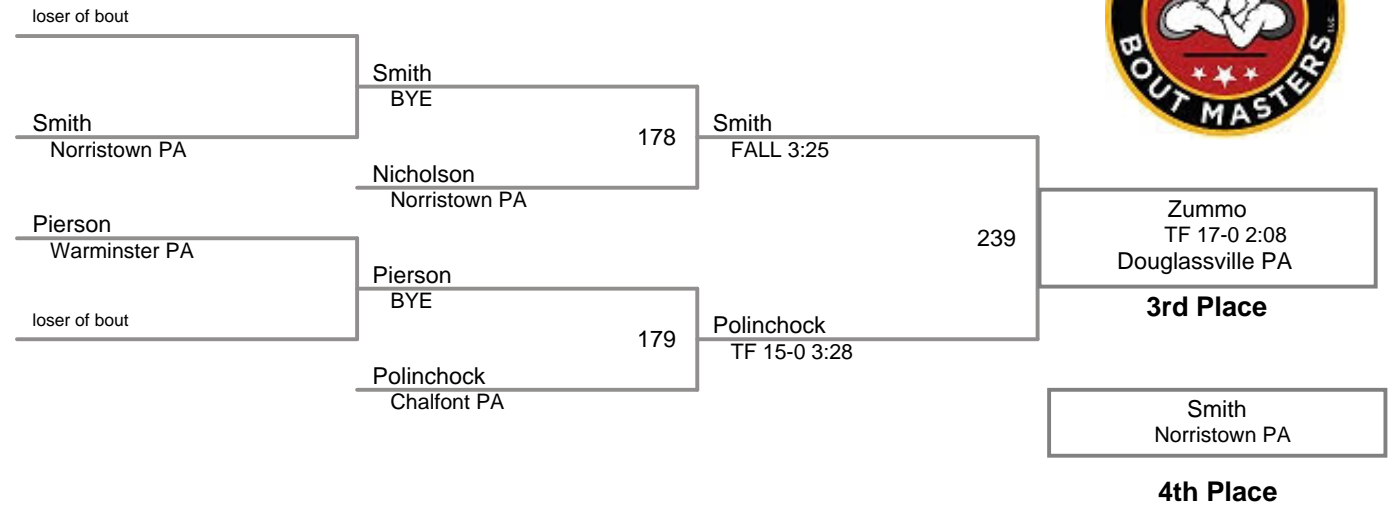 loser of bout
Smith
BYE
Smith
Norristown PA
178
Smith
FALL 3:25
Nicholson
Norristown PA
Pierson
Warminster PA
239
Zummo
TF 17-0 2:08
Douglassville PA
3rd Place
Pierson
BYE
loser of bout
179
Polinchock
TF 15-0 3:28
Polinchock
Chalfont PA
Smith
Norristown PA
4th Place
BOUT MASTERS LLC